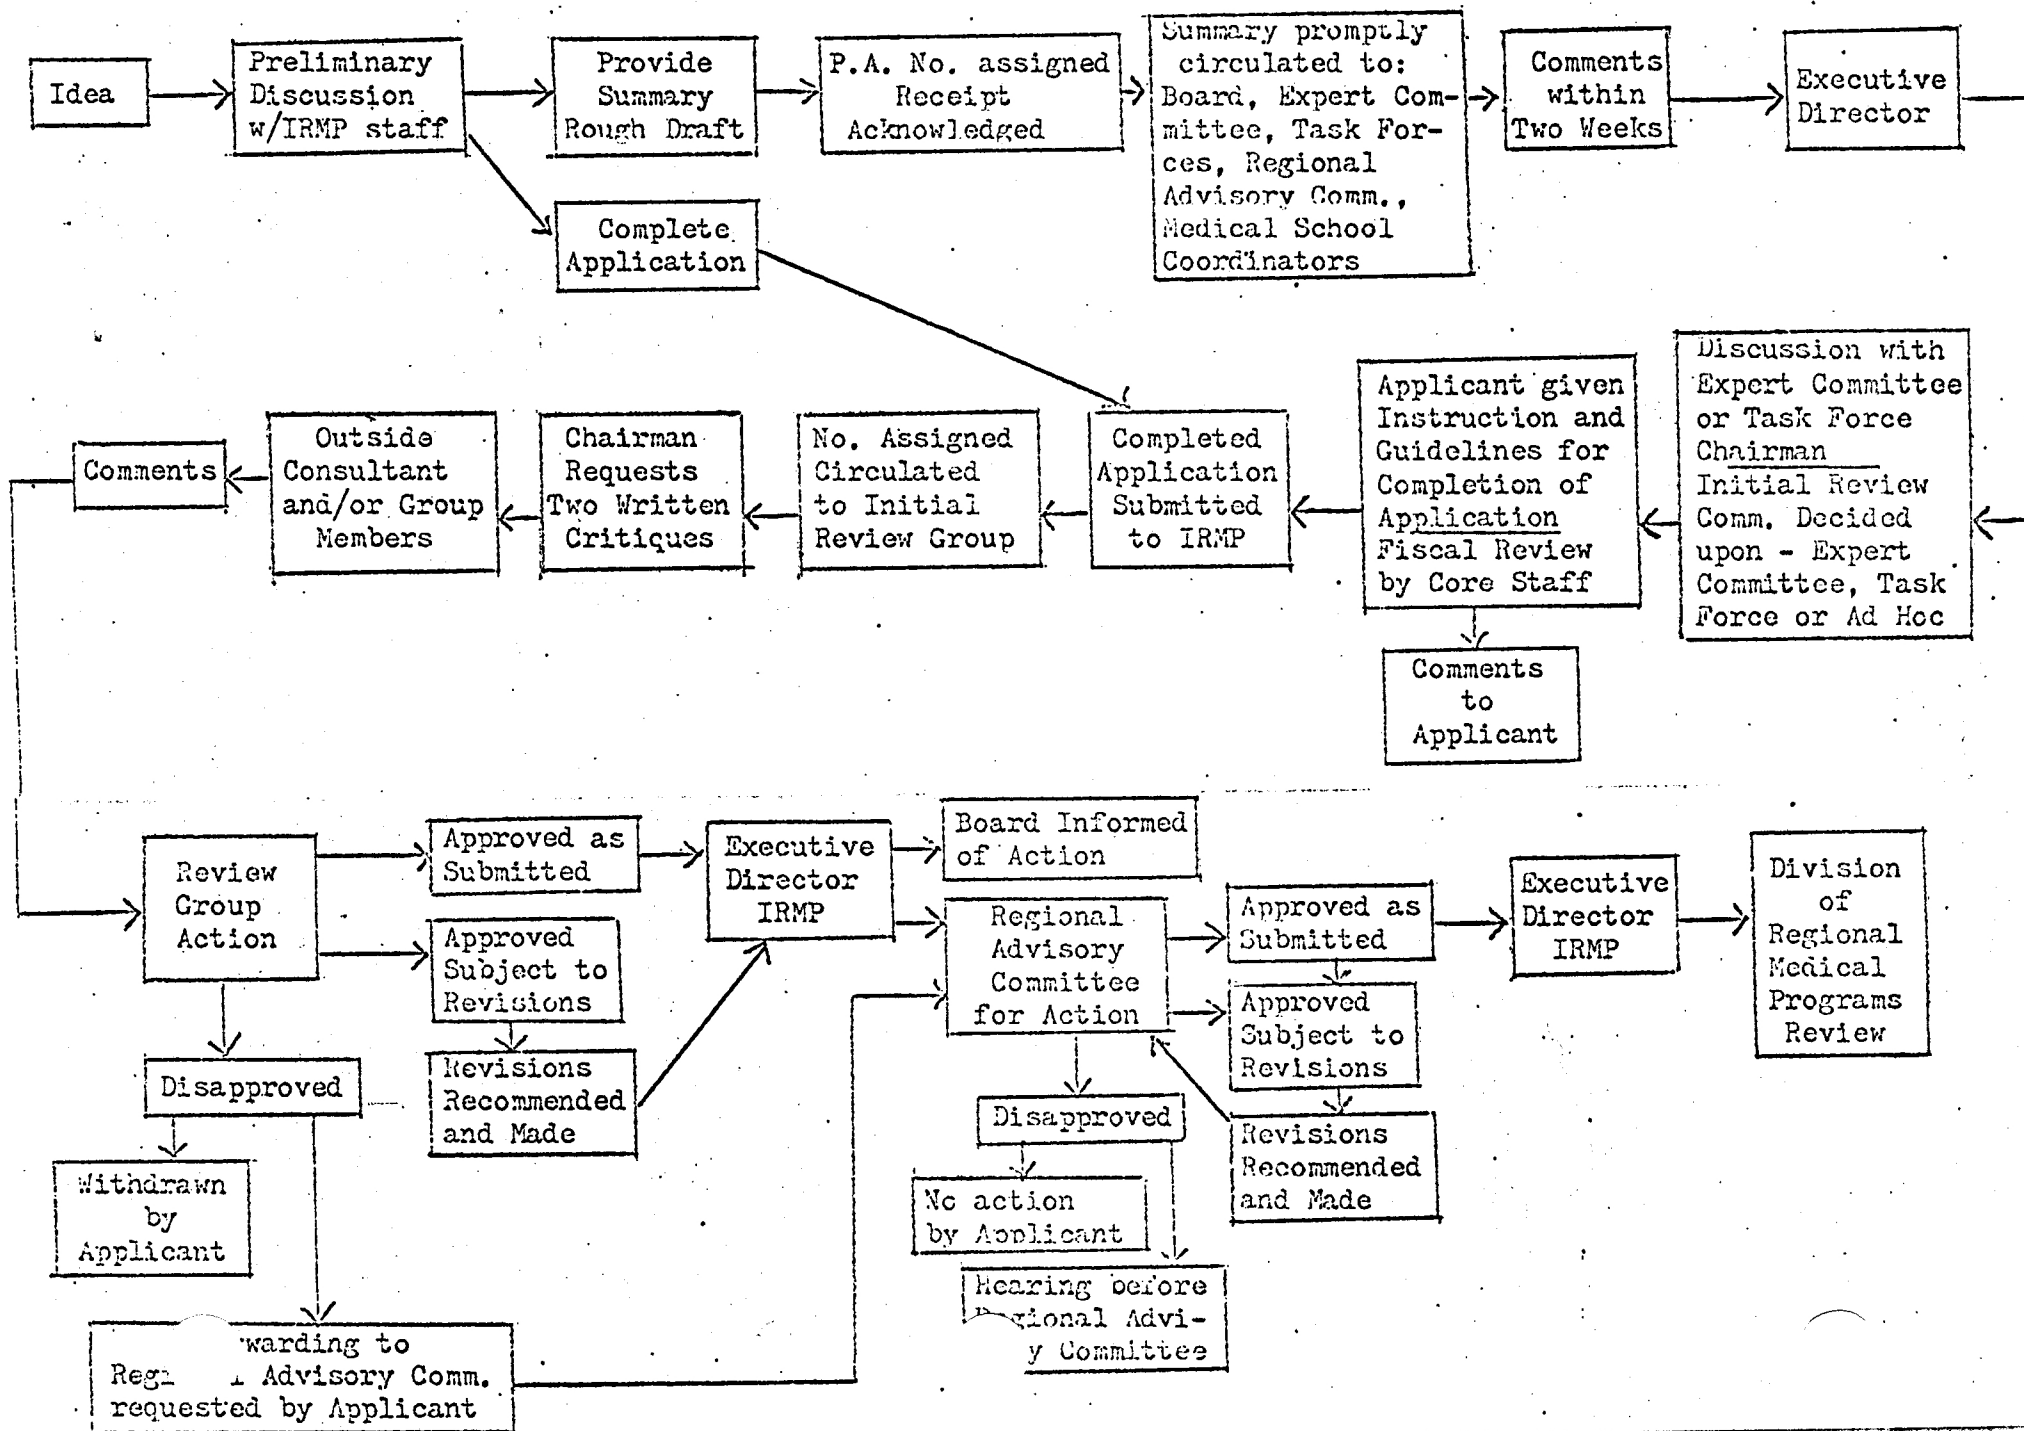 Idea
Preliminary
Discussion
w/IRMP staff
Provide
Summary
Rough Draft
P.A. No. assigned
Receipt
Acknowledged
Summary promptly
circulated to:
Board, Expert Com-
mittee, Task For-
ces, Regional
Advisory Comm.,
Medical School
Coordinators
Comments
within
Two Weeks
Executive
Director
Complete
Application
Discussion with
Expert Committee
or Task Force
Chairman
Initial Review
Comm. Decided
upon - Expert
Committee, Task
Force or Ad Hoc
Applicant given
Instruction and
Guidelines for
Completion of
Application
Fiscal Review
by Core Staff
Comments
to
Applicant
Completed
Application
Submitted
to IRMP
No. Assigned
Circulated
to Initial
Review Group
Chairman
Requests
Two Written
Critiques
Outside
Consultant
and/or Group
Members
Comments
Review
Group
Action
Approved as
Submitted
Approved
Subject to
Revisions
Revisions
Recommended
and Made
Disapproved
Withdrawn
by
Applicant
warding to
Advisory Comm.
requested by Applicant
Executive
Director
IRMP
Board Informed
of Action
Regional
Advisory
Committee
for Action
Approved as
Submitted
Approved
Subject to
Revisions
Revisions
Recommended
and Made
Disapproved
No action
by Applicant
Hearing before
gional Advi-
y Committee
Executive
Director
IRMP
Division
of
Regional
Medical
Programs
Review